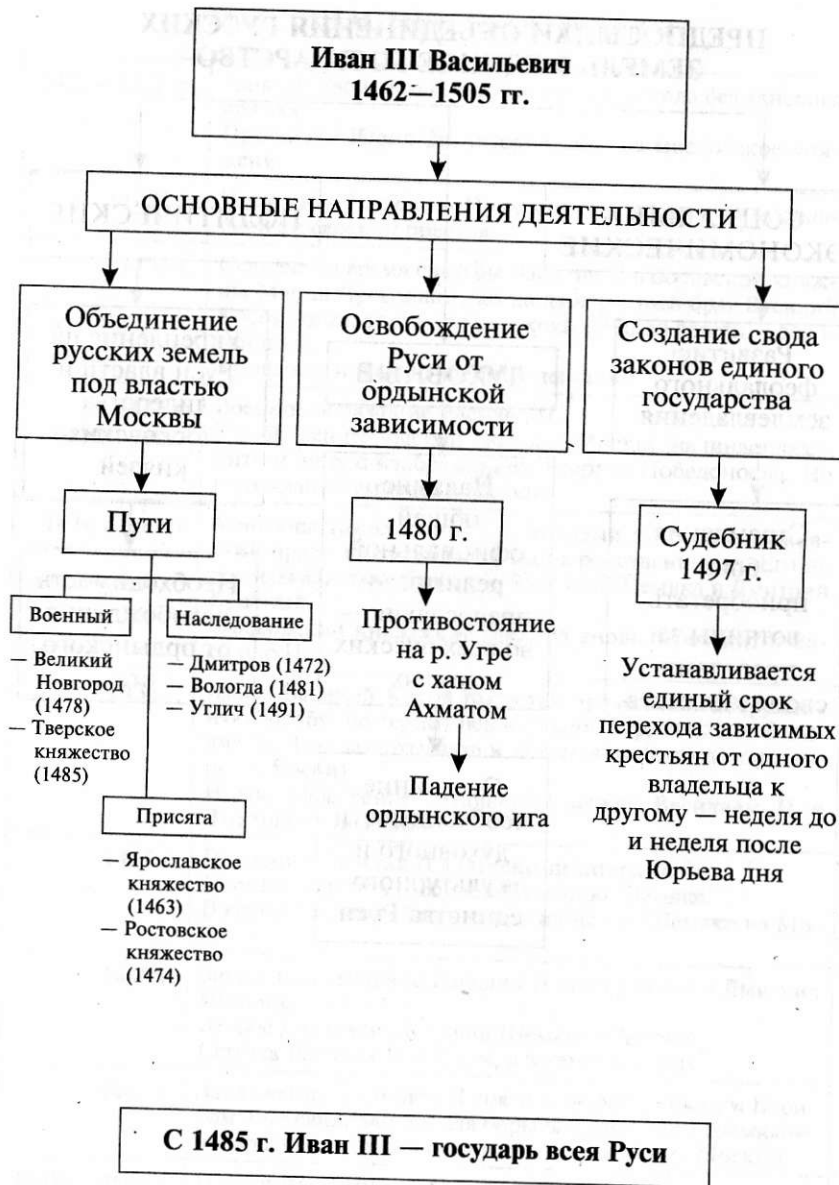 Иван III Васильевич
1462— 1505 гг.
ОСНОВНЫЕ НАПРАВЛЕНИЯ ДЕЯТЕЛЬНОСТИ
Объединение
русских земель
под властью
Москвы
Пути
Военный
— Великий
Новгород
(1478)
— Тверское
княжество
(1485)
Наследование
— Дмитров (1472)
— Вологда (1481)
— Углич (1491)
Присяга
— Ярославское
княжество
(1463)
— Ростовское
княжество
(1474)
Освобождение
Руси от
ордынской
зависимости
1480 г.
Противостояние
на р. Угре
с ханом
Ахматом
Падение
ордынского ига
Создание свода
законов единого
государства
Судебник
1497 г.
Устанавливается
единый срок
перехода зависимых
крестьян от одного
владельца к
другому — неделя до
и неделя после
Юрьева дня
С 1485 г. Иван III — государь всея Руси